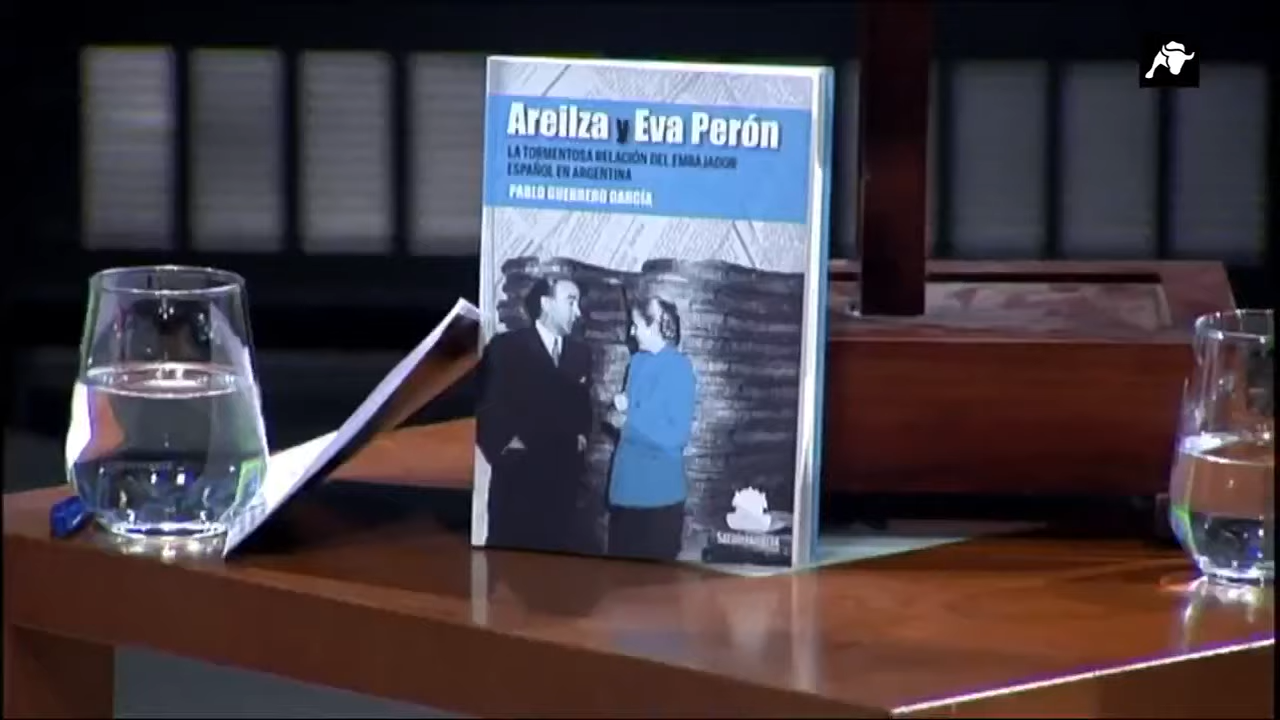 Areilza y Eva Perón
LA TORMENTOSA RELACIÓN DEL EMBAJADOR
ESPAÑOL EN ARGENTINA
PABLO GUERRERO GARCÍA